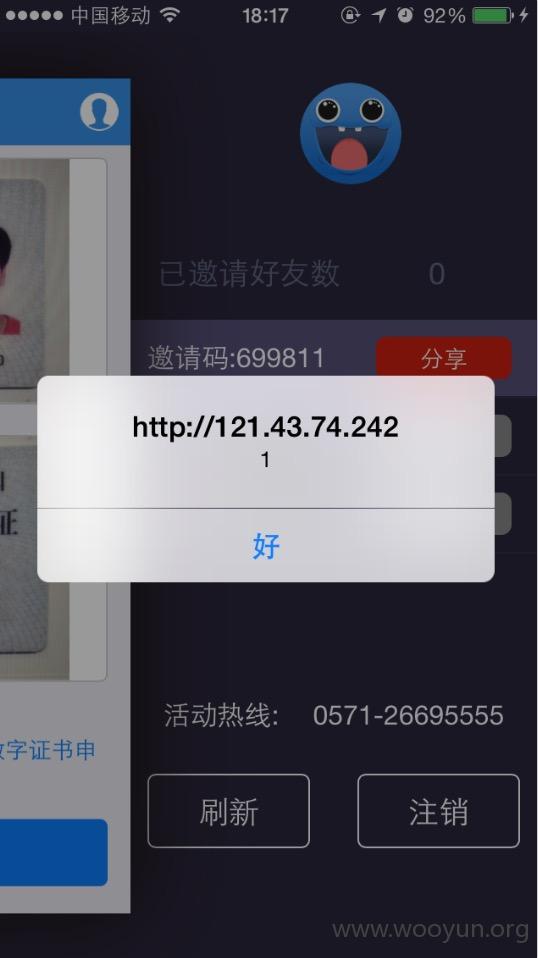 中国移动 18:17 92%
已邀请好友数 0
邀请码:699811 分享
http://121.43.74.242
1
好
证
字证书申
活动热线: 0571-26695555
刷新 注销
www.wooyun.org